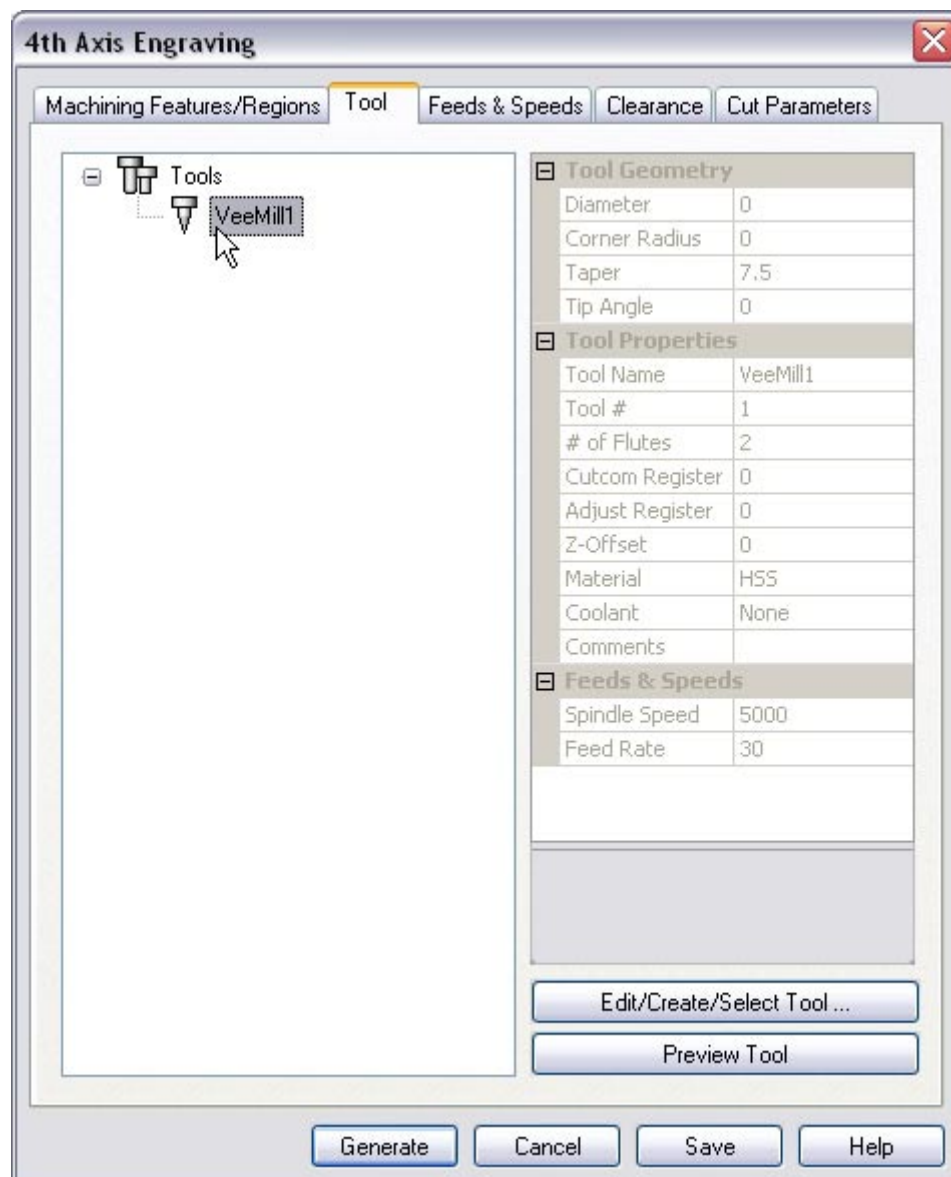 4th Axis Engraving
Machining Features/Regions Tool Feeds & Speeds Clearance Cut Parameters
Tools
VeeMill1
Tool Geometry
Diameter 0
Corner Radius 0
Taper 7.5
Tip Angle 0
Tool Properties
Tool Name VeeMill1
Tool # 1
# of Flutes 2
Cutcom Register 0
Adjust Register 0
Z-Offset 0
Material HSS
Coolant None
Comments
Feeds & Speeds
Spindle Speed 5000
Feed Rate 30
Edit/Create/Select Tool ...
Preview Tool
Generate Cancel Save Help